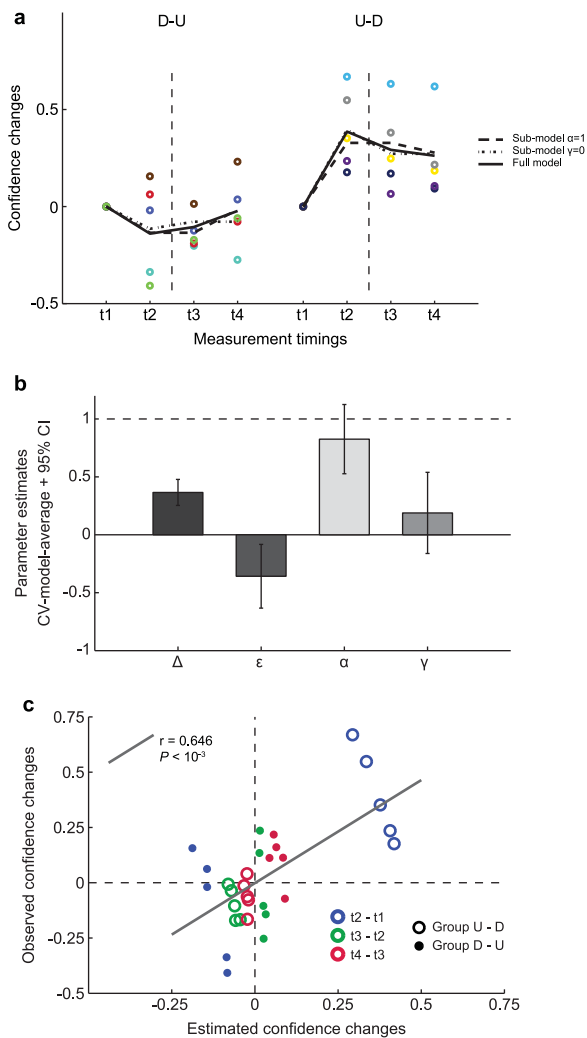 a
D-U
U-D
Confidence changes
0.5
0
-0.5
t1 t2 t3 t4 t1 t2 t3 t4
Measurement timings
Sub-model α=1
Sub-model γ=0
Full model
b
Parameter estimates
CV-model-average + 95% CI
1
0.5
0
-0.5
-1
Δ ε α γ
c
Observed confidence changes
0.75
0.5
0.25
0
-0.25
-0.5
r = 0.646
P < 10⁻³
t2 - t1
t3 - t2
t4 - t3
Group U - D
Group D - U
-0.25 0 0.25 0.5 0.75
Estimated confidence changes